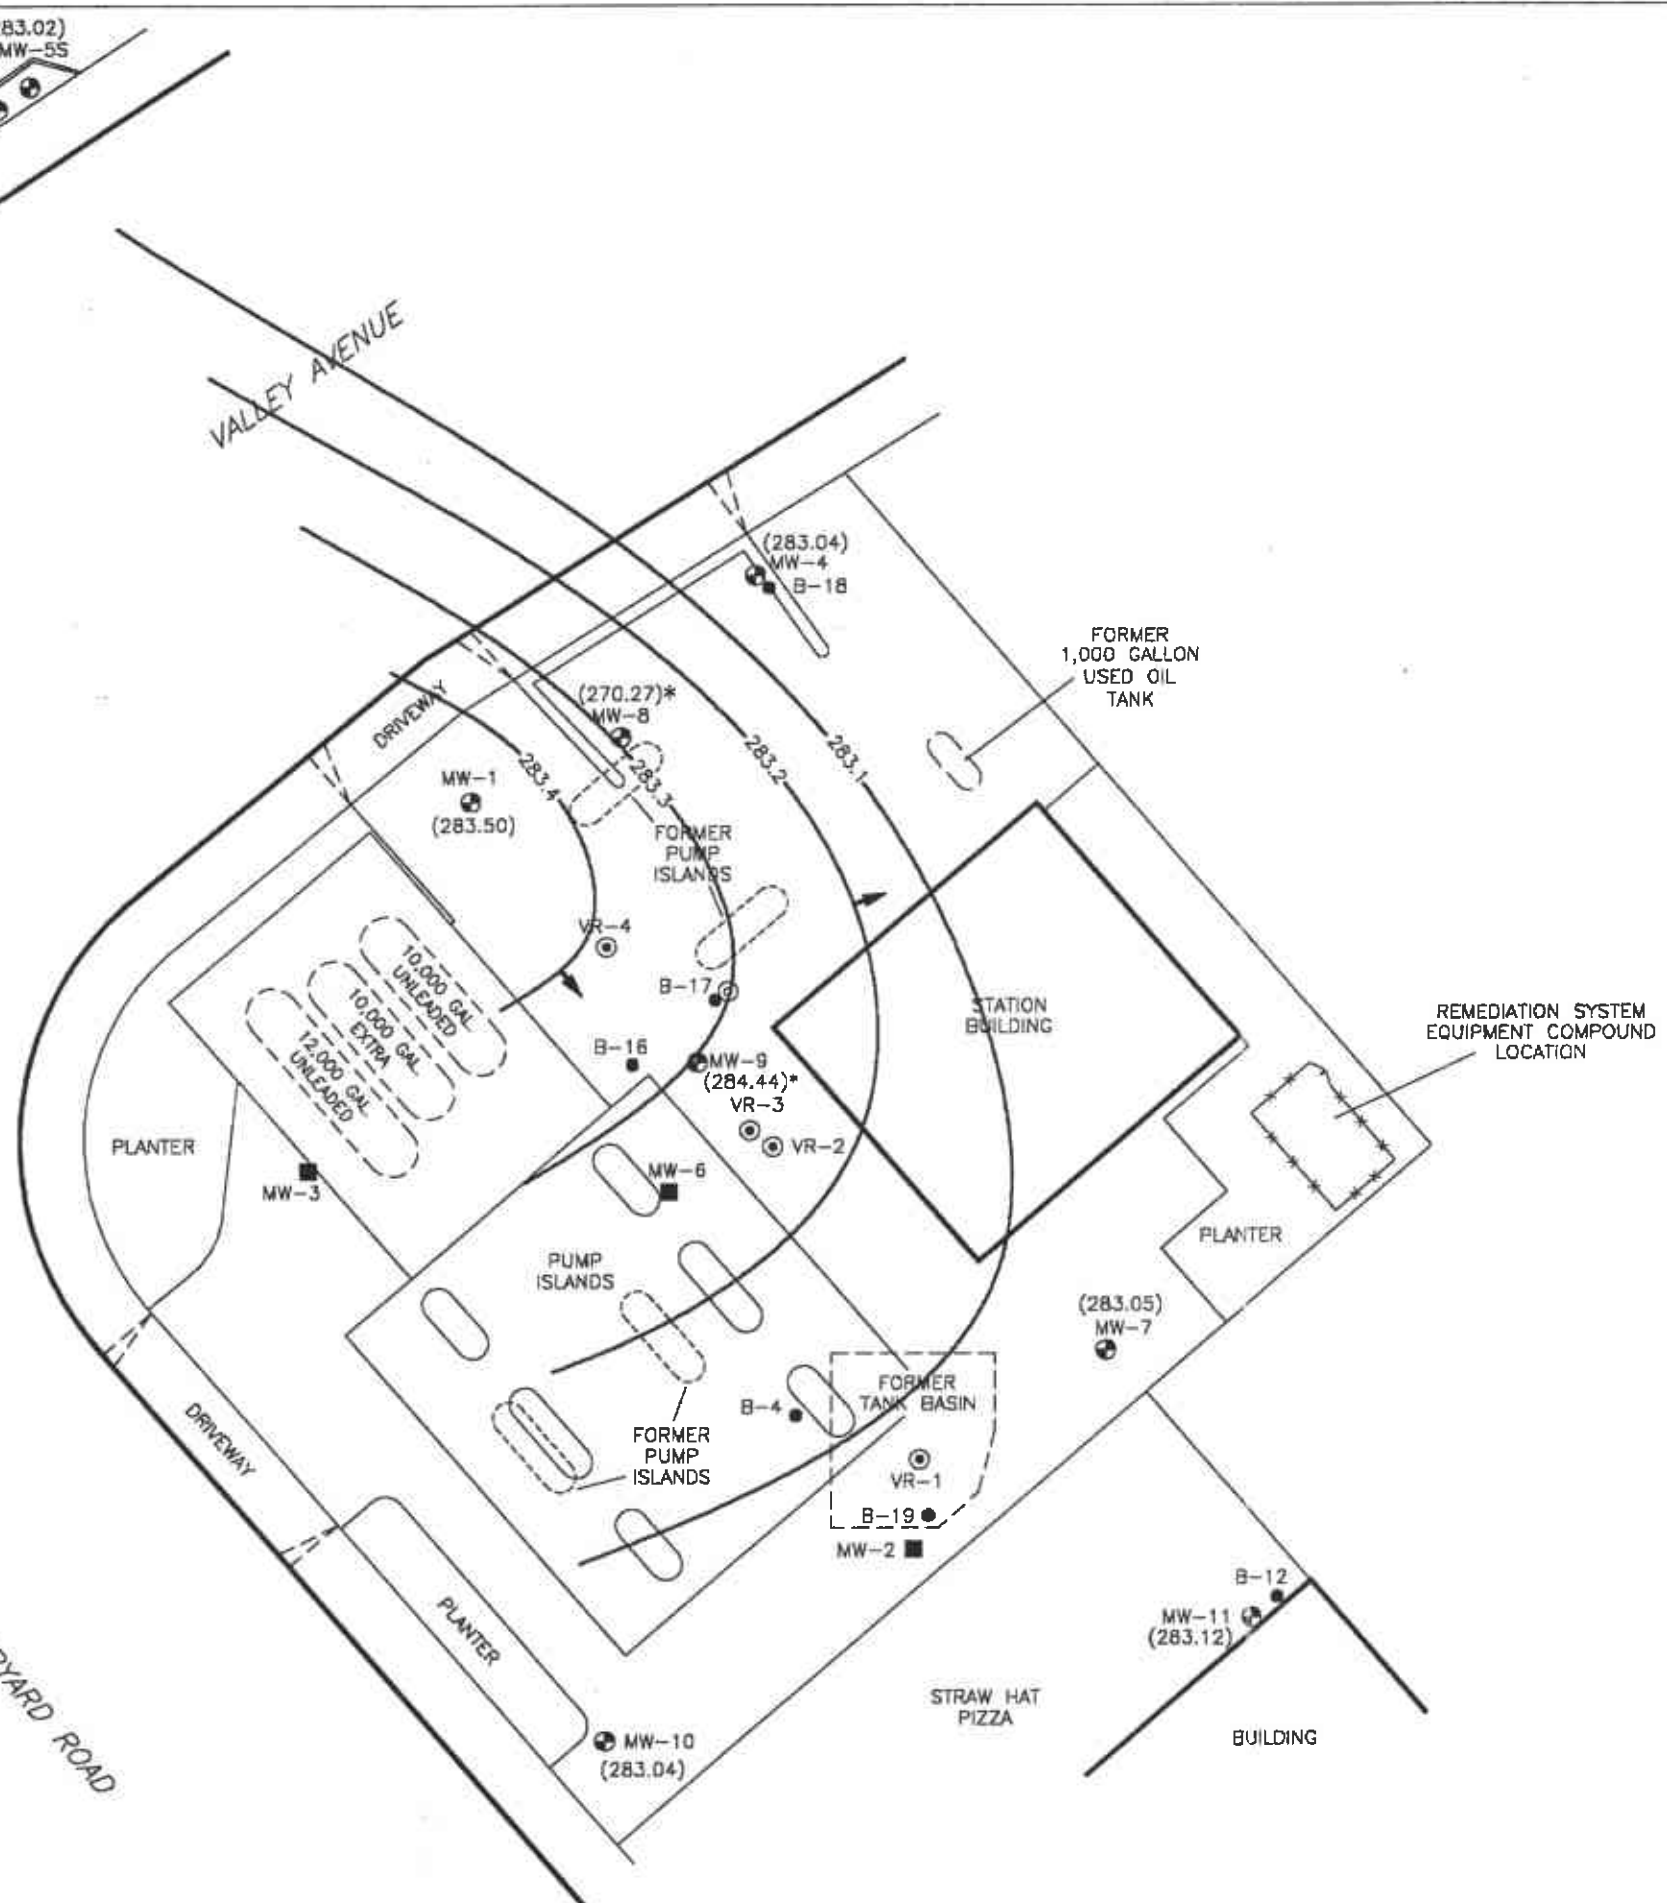 83.02)
MW-5S
VALLEY AVENUE
(283.04)
MW-4
B-18
FORMER
1,000 GALLON
USED OIL
TANK
DRIVEWAY
(270.27)*
MW-8
283.4
283.3
283.2
283.1
MW-1
(283.50)
FORMER
PUMP
ISLANDS
VR-4
B-17
10,000 GAL
UNLEADED
10,000 GAL
EXTRA
12,000 GAL
UNLEADED
STATION
BUILDING
REMEDIATION SYSTEM
EQUIPMENT COMPOUND
LOCATION
B-16
MW-9
(284.44)*
VR-3
VR-2
PLANTER
MW-3
MW-6
PUMP
ISLANDS
PLANTER
(283.05)
MW-7
FORMER
TANK BASIN
B-4
DRIVEWAY
FORMER
PUMP
ISLANDS
VR-1
B-19
MW-2
PLANTER
B-12
MW-11
(283.12)
STRAW HAT
PIZZA
BUILDING
RYARD ROAD
MW-10
(283.04)